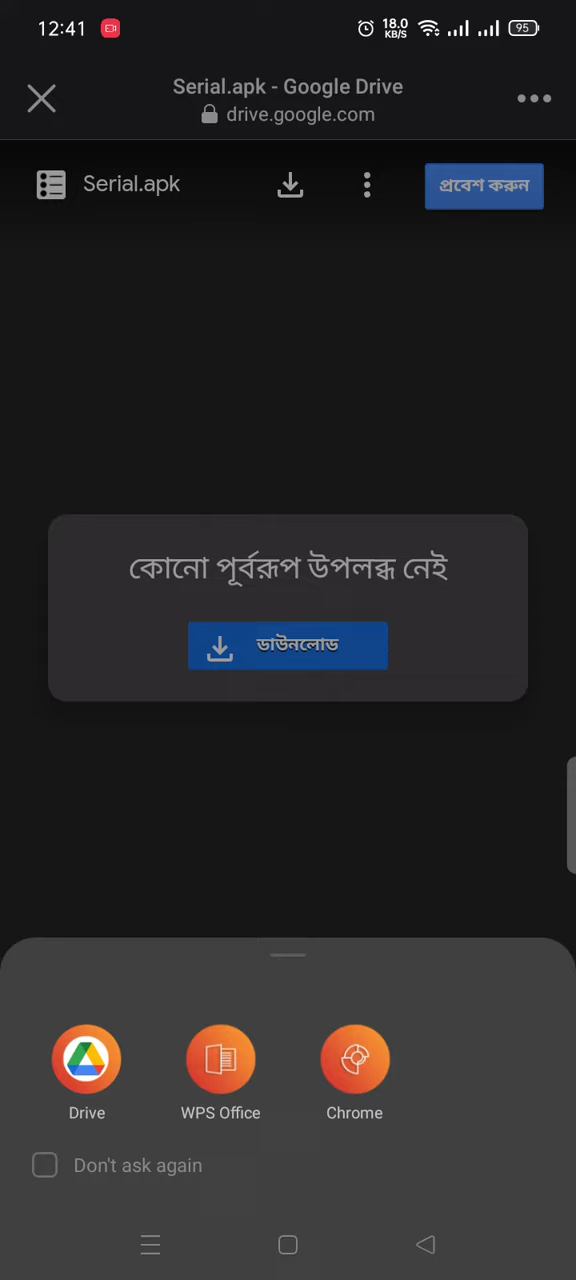 12:41
18.0
KB/S
95
Serial.apk - Google Drive
drive.google.com
Serial.apk
প্রবেশ করুন
কোনো পূর্বরূপ উপলব্ধ নেই
ডাউনলোড
Drive
WPS Office
Chrome
Don't ask again